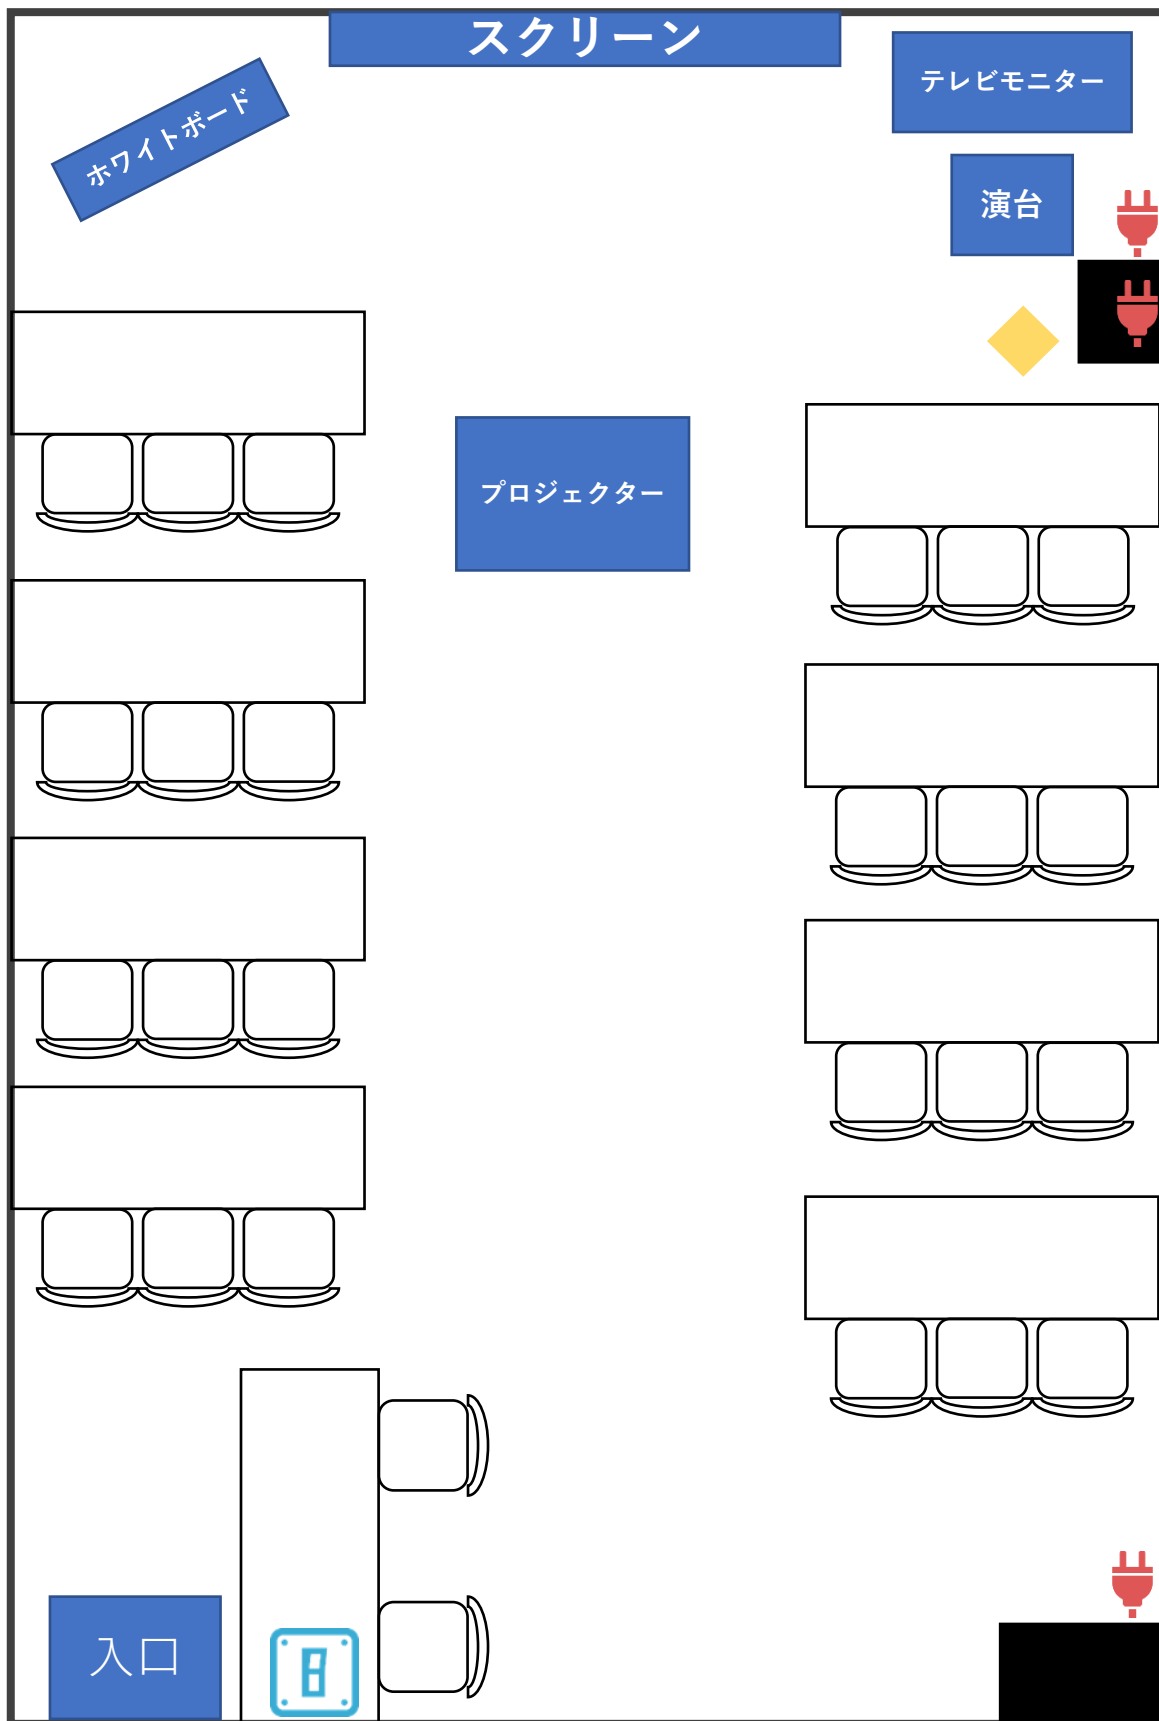 スクリーン
テレビモニター
ホワイトボード
演台
プロジェクター
入口